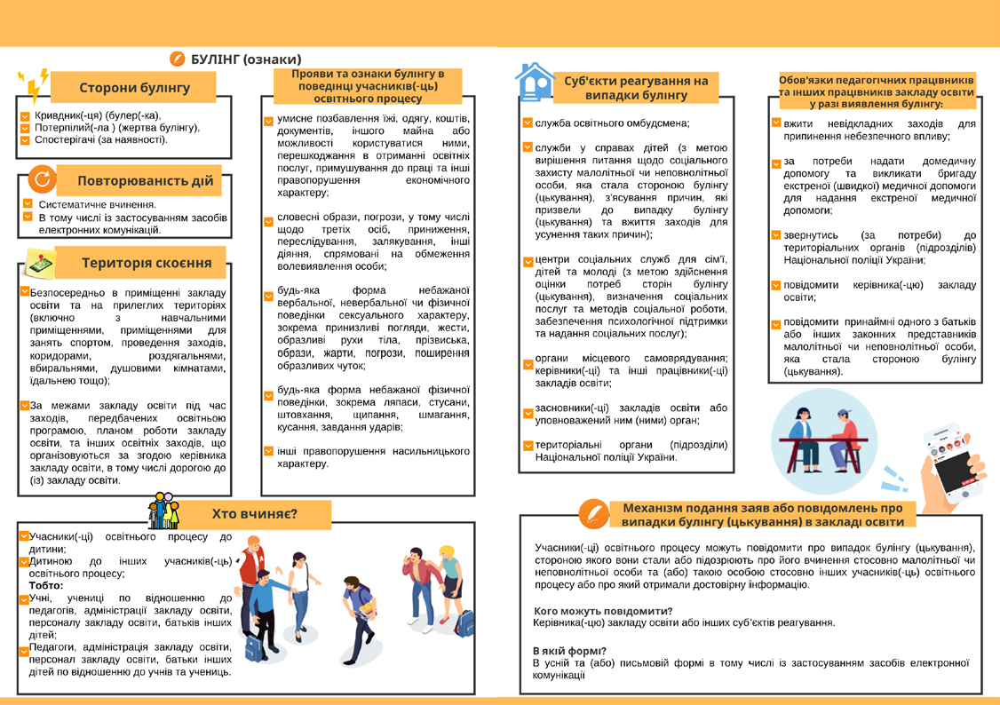 БУЛІНГ (ознаки)
Сторони булінгу
Кривдник(-ця) (булер(-ка),
Потерпілий(-ла ) (жертва булінгу),
Спостерігачі (за наявності).
Повторюваність дій
Систематичне вчинення.
В тому числі із застосуванням засобів
електронних комунікацій.
Територія скоєння
Безпосередньо в приміщенні закладу
освіти та на прилеглих територіях
(включно з навчальними
приміщеннями, приміщеннями для
занять спортом, проведення заходів,
коридорами, роздягальнями,
вбиральнями, душовими кімнатами,
їдальнею тощо);
За межами закладу освіти під час
заходів, передбачених освітньою
програмою, планом роботи закладу
освіти, та інших освітніх заходів, що
організовуються за згодою керівника
закладу освіти, в тому числі дорогою до
(із) закладу освіти.
Прояви та ознаки булінгу в
поведінці учасників(-ць)
освітнього процесу
умисне позбавлення їжі, одягу, коштів,
документів, іншого майна або
можливості користуватися ними,
перешкоджання в отриманні освітніх
послуг, примушування до праці та інші
правопорушення економічного
характеру;
словесні образи, погрози, у тому числі
щодо третіх осіб, приниження,
переслідування, залякування, інші
діяння, спрямовані на обмеження
волевиявлення особи;
будь-яка форма небажаної
вербальної, невербальної чи фізичної
поведінки сексуального характеру,
зокрема принизливі погляди, жести,
образливі рухи тіла, прізвиська,
образи, жарти, погрози, поширення
образливих чуток;
будь-яка форма небажаної фізичної
поведінки, зокрема ляпаси, стусани,
штовхання, щипання, шмагання,
кусання, завдання ударів;
інші правопорушення насильницького
характеру.
Хто вчиняє?
Учасники(-ці) освітнього процесу до
дитини;
Дитиною до інших учасників(-ць)
освітнього процесу;
Тобто:
Учні, учениці по відношенню до
педагогів, адміністрації закладу освіти,
персоналу закладу освіти, батьків інших
дітей;
Педагоги, адміністрація закладу освіти,
персонал закладу освіти, батьки інших
дітей по відношенню до учнів та учениць.
Суб'єкти реагування на
випадки булінгу
служба освітнього омбудсмена;
служби у справах дітей (з метою
вирішення питання щодо соціального
захисту малолітньої чи неповнолітньої
особи, яка стала стороною булінгу
(цькування), з’ясування причин, які
призвели до випадку булінгу
(цькування) та вжиття заходів для
усунення таких причин);
центри соціальних служб для сім’ї,
дітей та молоді (з метою здійснення
оцінки потреб сторін булінгу
(цькування), визначення соціальних
послуг та методів соціальної роботи,
забезпечення психологічної підтримки
та надання соціальних послуг);
органи місцевого самоврядування;
керівники(-ці) та інші працівники(-ці)
закладів освіти;
засновники(-ці) закладів освіти або
уповноважений ним (ними) орган;
територіальні органи (підрозділи)
Національної поліції України.
Обов'язки педагогічних працівників
та інших працівників закладу освіти
у разі виявлення булінгу:
вжити невідкладних заходів для
припинення небезпечного впливу;
за потреби надати домедичну
допомогу та викликати бригаду
екстреної (швидкої) медичної допомоги
для надання екстреної медичної
допомоги;
звернутись (за потреби) до
територіальних органів (підрозділів)
Національної поліції України;
повідомити керівника(-цю) закладу
освіти;
повідомити принаймні одного з батьків
або інших законних представників
малолітньої чи неповнолітньої особи,
яка стала стороною булінгу
(цькування).
Механізм подання заяв або повідомлень про
випадки булінгу (цькування) в закладі освіти
Учасники(-ці) освітнього процесу можуть повідомити про випадок булінгу (цькування),
стороною якого вони стали або підозрюють про його вчинення стосовно малолітньої чи
неповнолітньої особи та (або) такою особою стосовно інших учасників(-ць) освітнього
процесу або про який отримали достовірну інформацію.
Кого можуть повідомити?
Керівника(-цю) закладу освіти або інших суб’єктів реагування.
В якій формі?
В усній та (або) письмовій формі в тому числі із застосуванням засобів електронної
комунікації